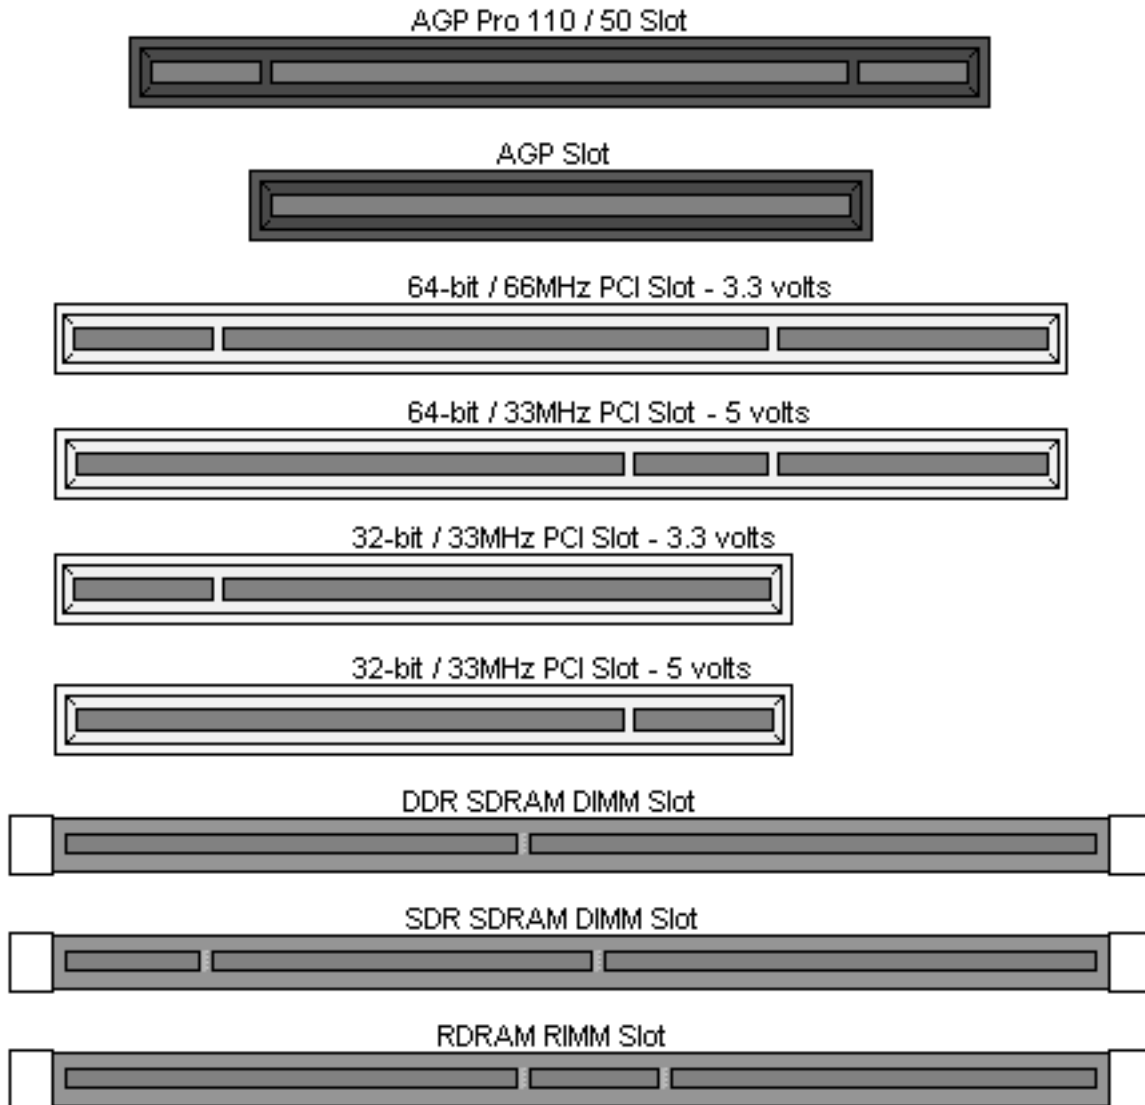 AGP Pro 110 / 50 Slot
AGP Slot
64-bit / 66MHz PCI Slot - 3.3 volts
64-bit / 33MHz PCI Slot - 5 volts
32-bit / 33MHz PCI Slot - 3.3 volts
32-bit / 33MHz PCI Slot - 5 volts
DDR SDRAM DIMM Slot
SDR SDRAM DIMM Slot
RDRAM RIMM Slot